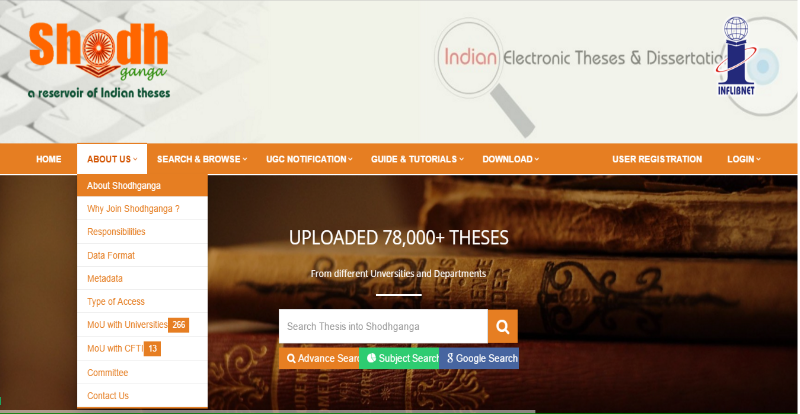 Shodh
ganga
a reservoir of Indian theses
Indian Electronic Theses & Dissertatio
INFLIBNET
HOME
ABOUT US
SEARCH & BROWSE
UGC NOTIFICATION
GUIDE & TUTORIALS
DOWNLOAD
USER REGISTRATION
LOGIN
About Shodhganga
Why Join Shodhganga ?
Responsibilities
Data Format
Metadata
Type of Access
MoU with Universities 266
MoU with CFTI 13
Committee
Contact Us
UPLOADED 78,000+ THESES
From different Unversities and Departments
Search Thesis into Shodhganga
Advance Sear
Subject Search
Google Search